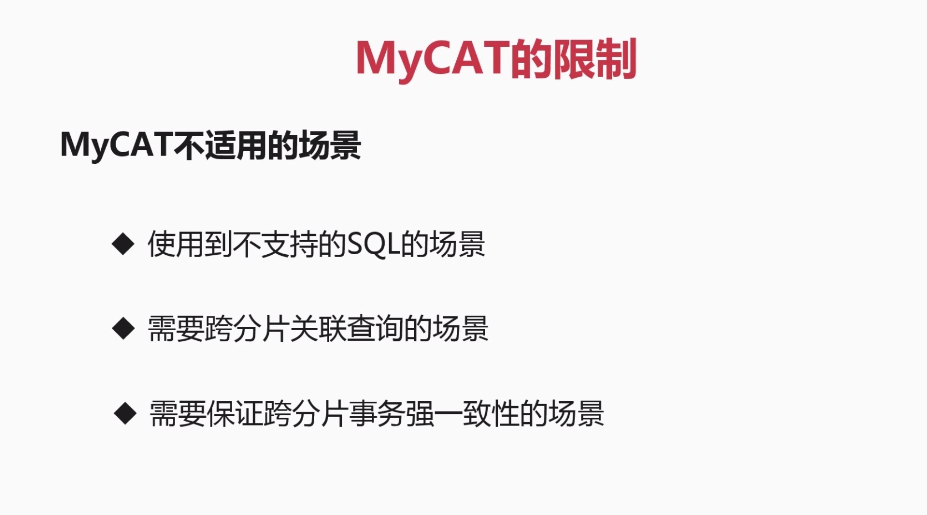 MyCAT的限制
MyCAT不适用的场景
◆ 使用到不支持的SQL的场景
◆ 需要跨分片关联查询的场景
◆ 需要保证跨分片事务强一致性的场景